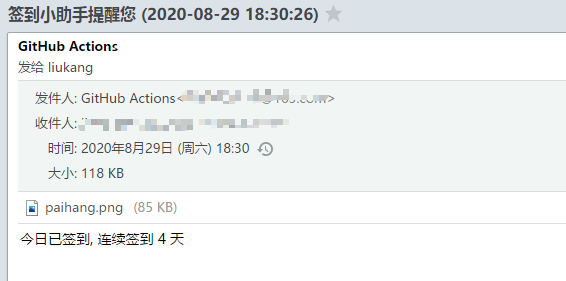 签到小助手提醒您 (2020-08-29 18:30:26)
GitHub Actions
发给 liukang
发件人: GitHub Actions<
收件人:
时间: 2020年8月29日 (周六) 18:30
大小: 118 KB
paihang.png (85 KB)
今日已签到, 连续签到 4 天